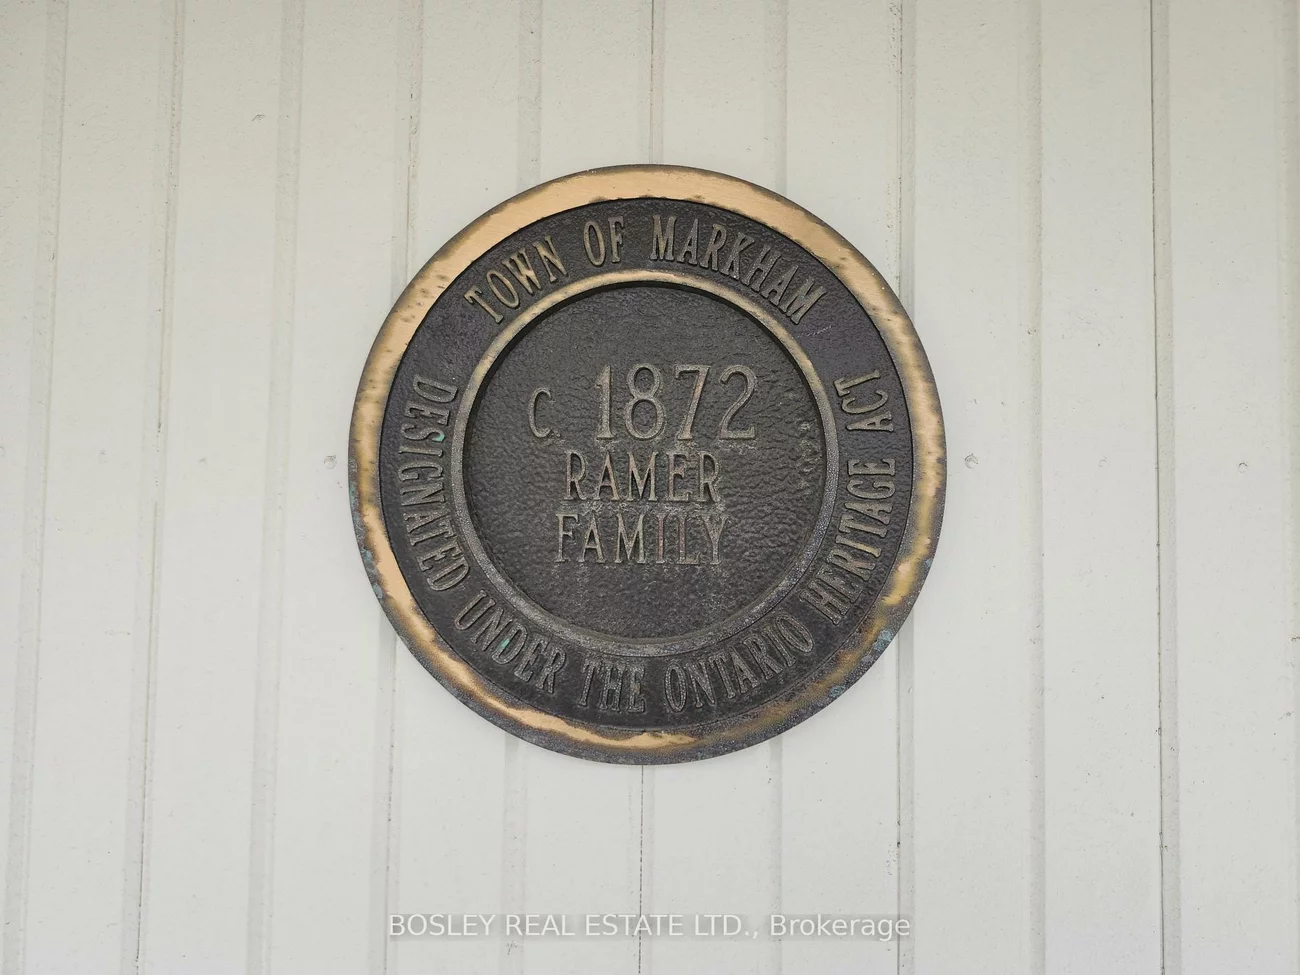 TOWN OF MARKHAM
C. 1872
RAMER
FAMILY
DESIGNATED UNDER THE ONTARIO HERITAGE ACT
BOSLEY REAL ESTATE LTD., Brokerage